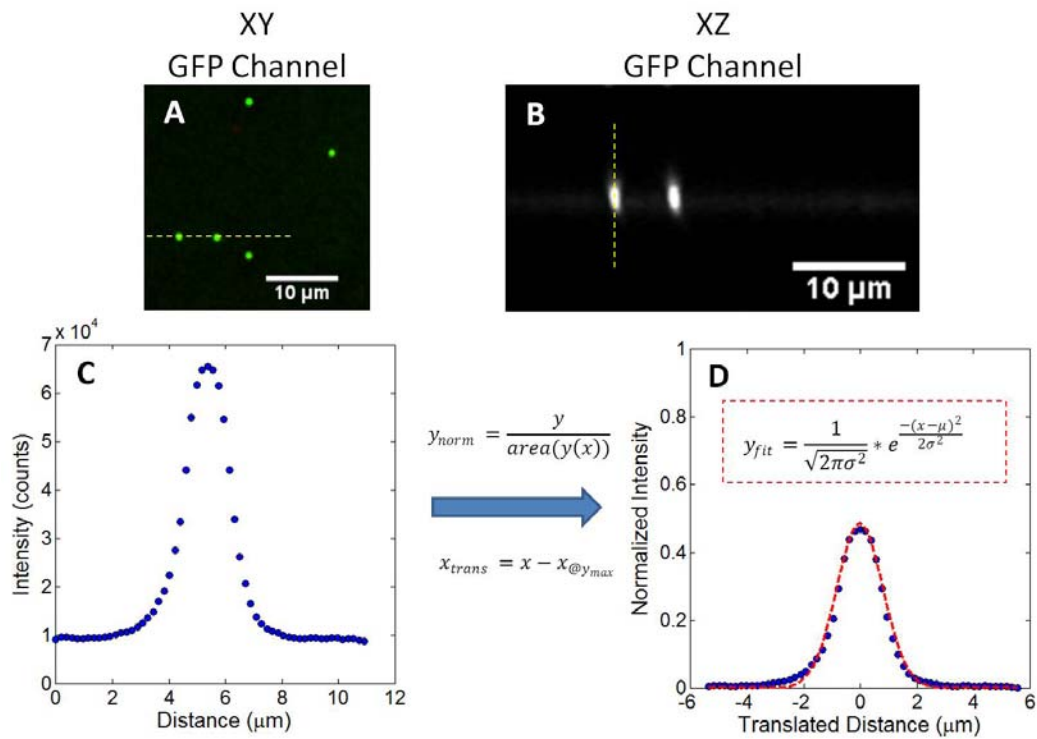 XY
GFP Channel
XZ
GFP Channel
A
10 µm
B
10 µm
C
7 x 10⁴
6
5
4
3
2
1
0
0 2 4 6 8 10 12
Intensity (counts)
Distance (µm)
y_norm = y / area(y(x))
x_trans = x − x_@y_max
D
1
0.8
0.6
0.4
0.2
0
-6 -4 -2 0 2 4 6
Normalized Intensity
Translated Distance (µm)
y_fit = 1 / √(2πσ²) * e^(−(x−μ)² / 2σ²)